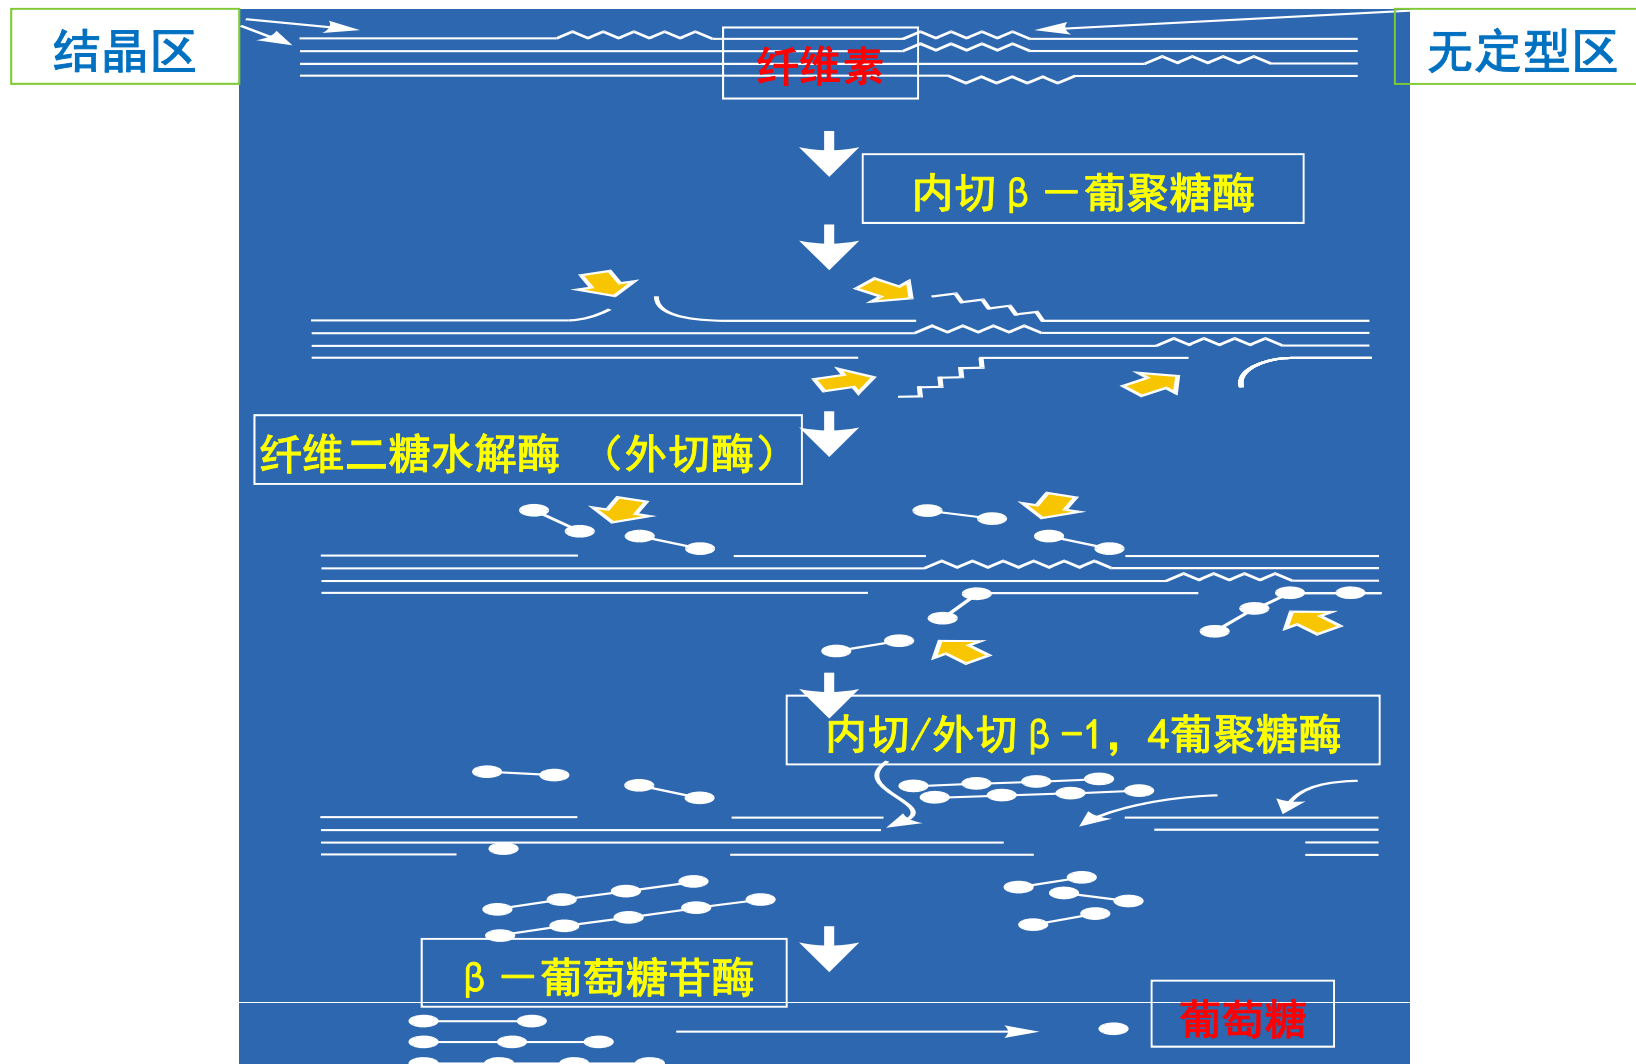 结晶区
纤维素
无定型区
内切β－葡聚糖酶
纤维二糖水解酶 （外切酶）
内切/外切β-1，4葡聚糖酶
β－葡萄糖苷酶
葡萄糖